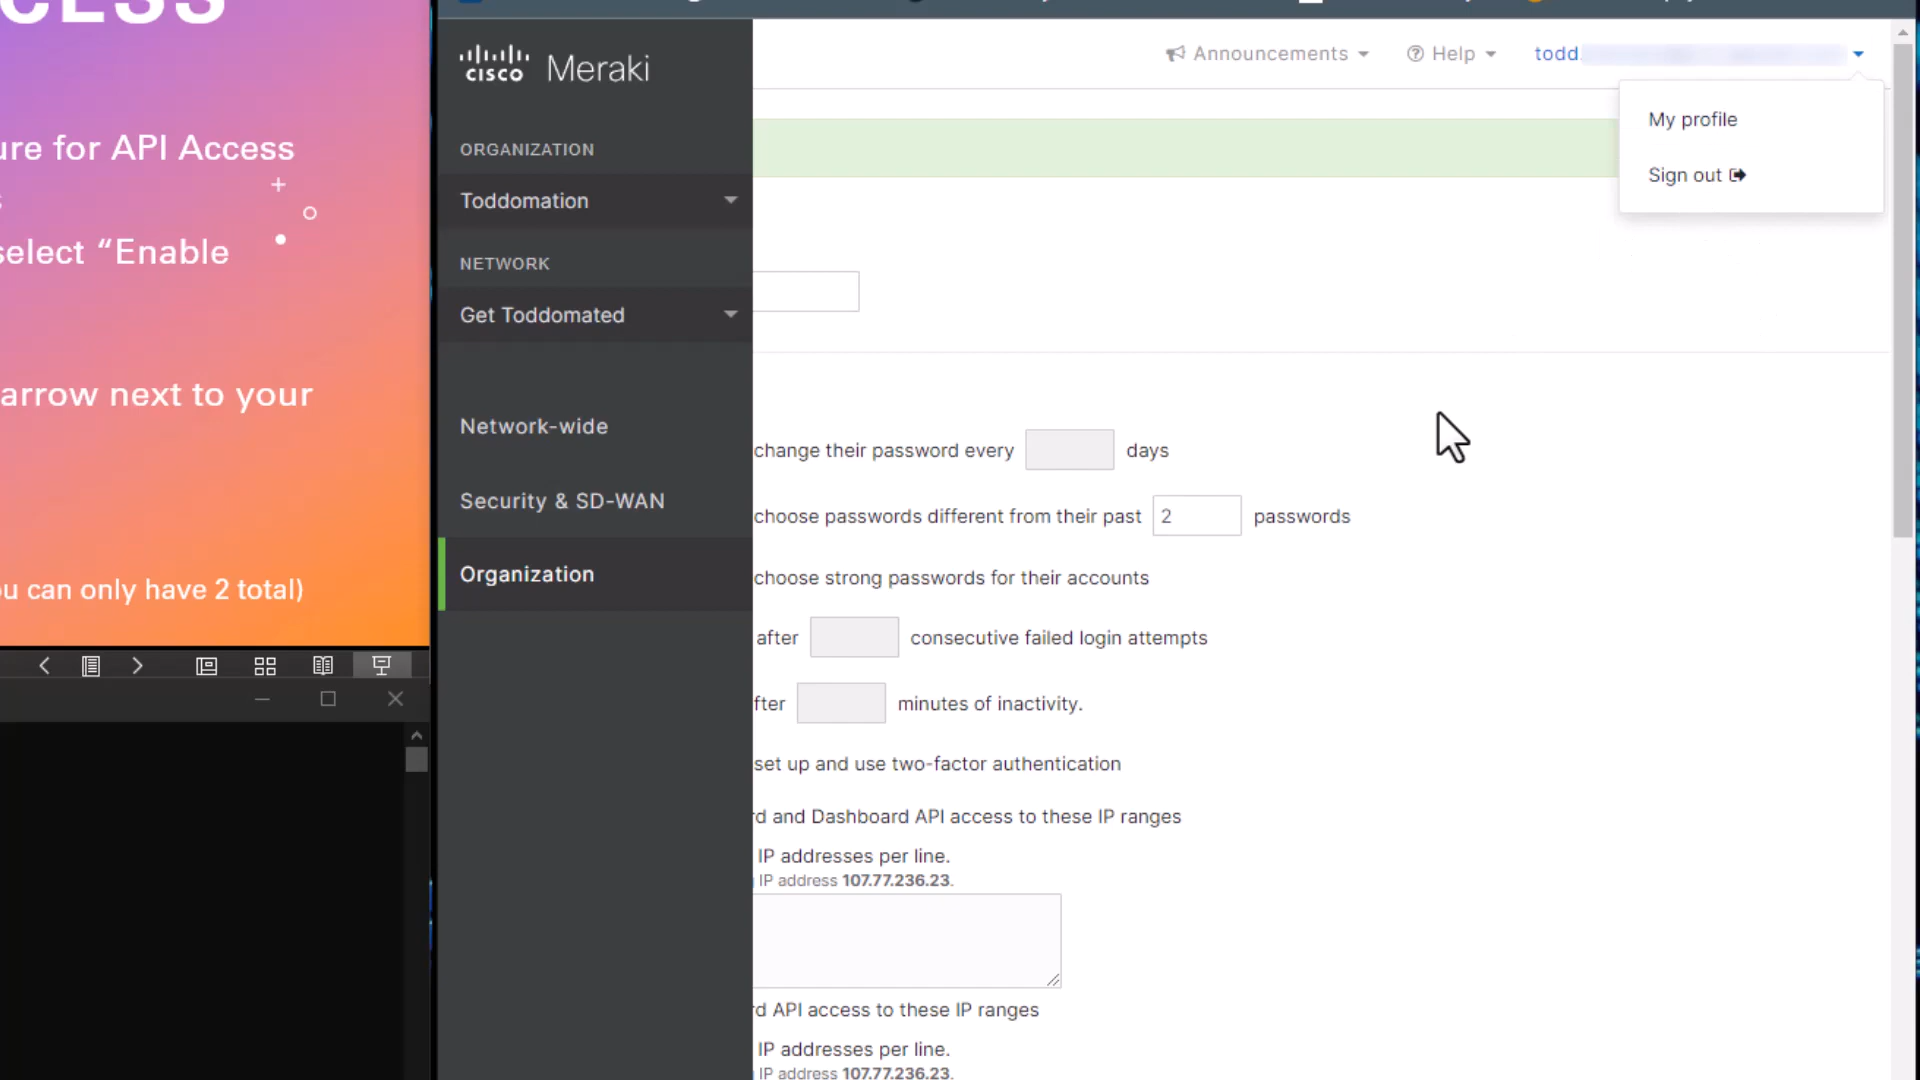 CESS
ure for API Access
select “Enable
arrow next to your
ou can only have 2 total)
cisco Meraki
ORGANIZATION
Toddomation
NETWORK
Get Toddomated
Network-wide
Security & SD-WAN
Organization
Announcements
Help
todd
My profile
Sign out
change their password every days
choose passwords different from their past 2 passwords
choose strong passwords for their accounts
after consecutive failed login attempts
fter minutes of inactivity.
set up and use two-factor authentication
rd and Dashboard API access to these IP ranges
IP addresses per line.
IP address 107.77.236.23.
rd API access to these IP ranges
IP addresses per line.
IP address 107.77.236.23.